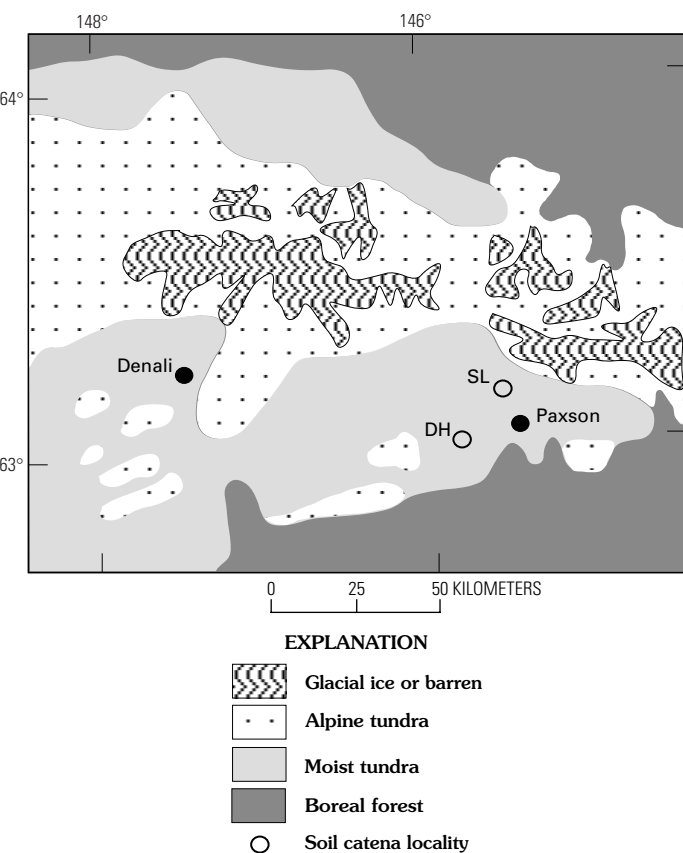 148° 146°
64°
Denali
SL
Paxson
DH
63°
0 25 50 KILOMETERS
EXPLANATION
Glacial ice or barren
Alpine tundra
Moist tundra
Boreal forest
Soil catena locality